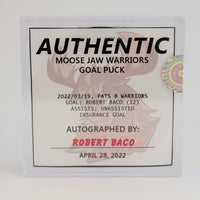 AUTHENTIC
MOOSE JAW WARRIORS
GOAL PUCK
2022/03/19, PATS @ WARRIORS
GOAL: ROBERT BACO (12)
ASSISTS: UNASSISTED
INSURANCE GOAL
AUTOGRAPHED BY:
ROBERT BACO
APRIL 28, 2022